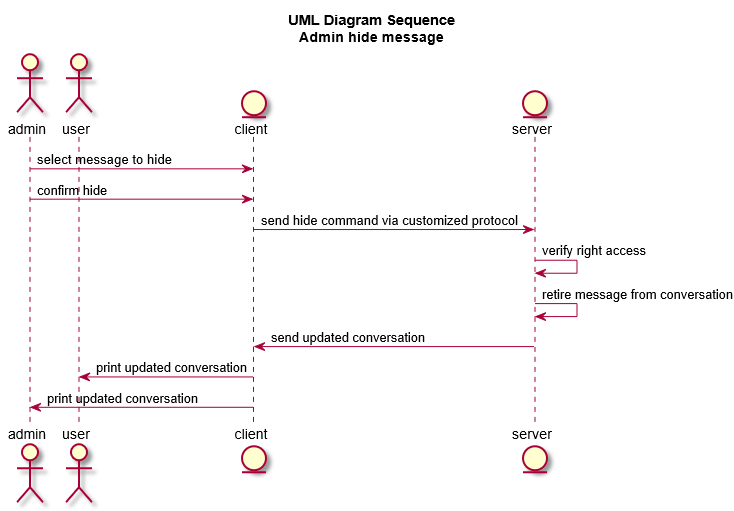 UML Diagram Sequence
Admin hide message
admin user client server
select message to hide
confirm hide
send hide command via customized protocol
verify right access
retire message from conversation
send updated conversation
print updated conversation
print updated conversation
admin user client server